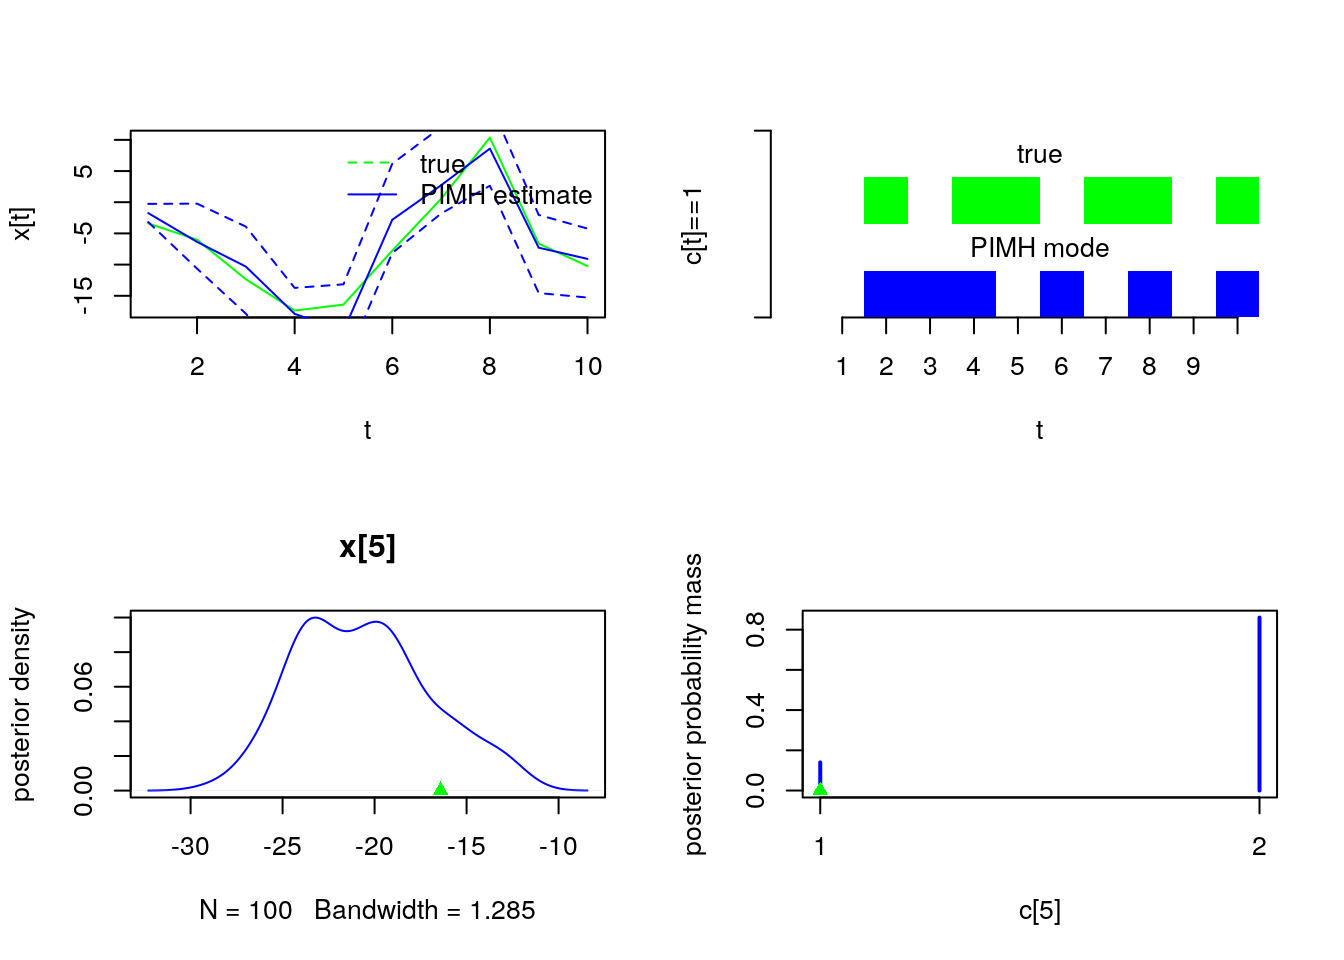 x[t]
5
-5
-15
true
PIMH estimate
2 4 6 8 10
t
c[t]==1
true
PIMH mode
1 2 3 4 5 6 7 8 9
t
x[5]
posterior density
0.06
0.00
-30 -25 -20 -15 -10
N = 100 Bandwidth = 1.285
posterior probability mass
0.8
0.4
0.0
1 2
c[5]